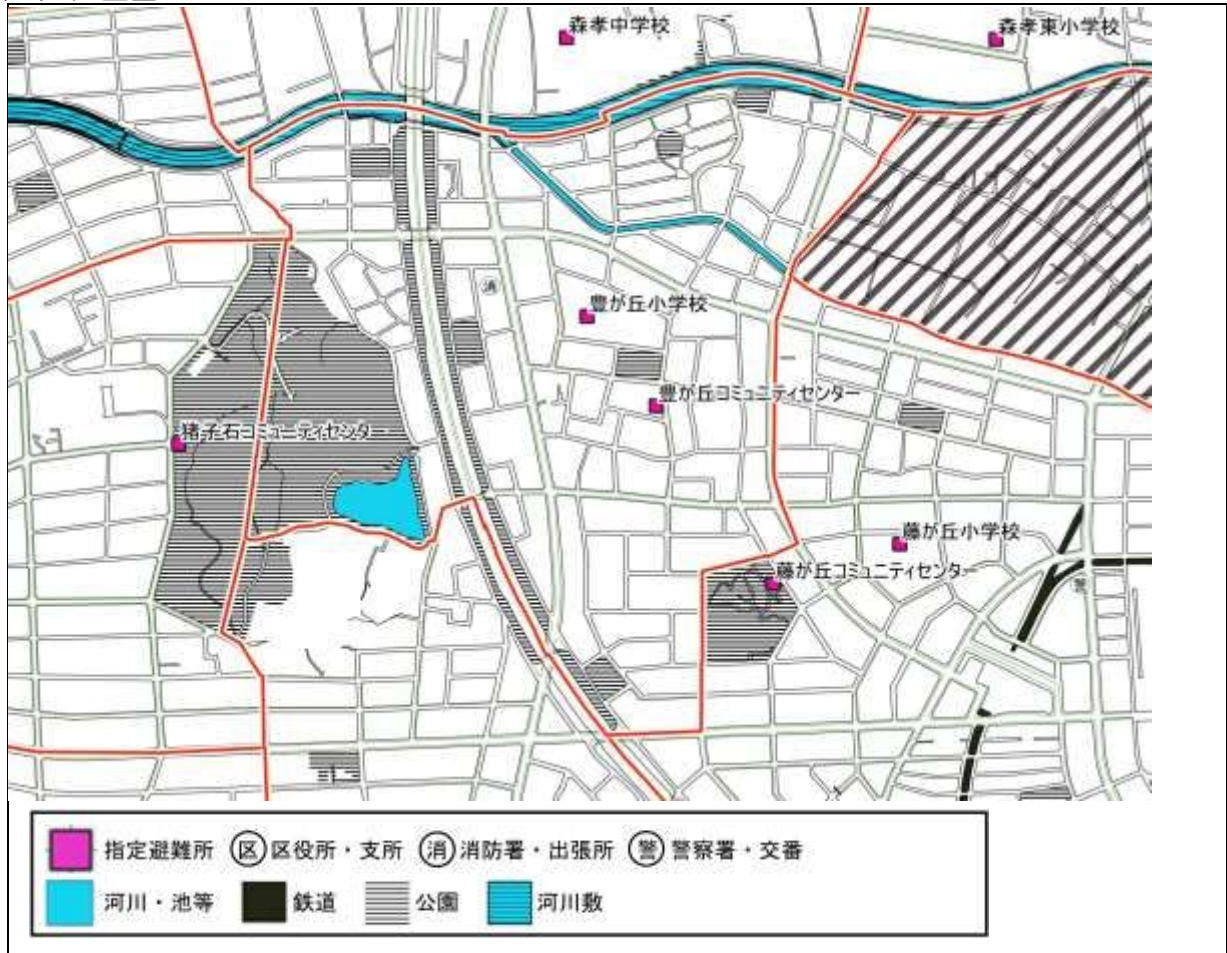 森孝中学校
森孝東小学校
消
豊が丘小学校
豊が丘コミュニティセンター
猪子石コミュニティセンター
藤が丘小学校
藤が丘コミュニティセンター
警
指定避難所 区 区役所・支所 消 消防署・出張所 警 警察署・交番
河川・池等 鉄道 公園 河川敷